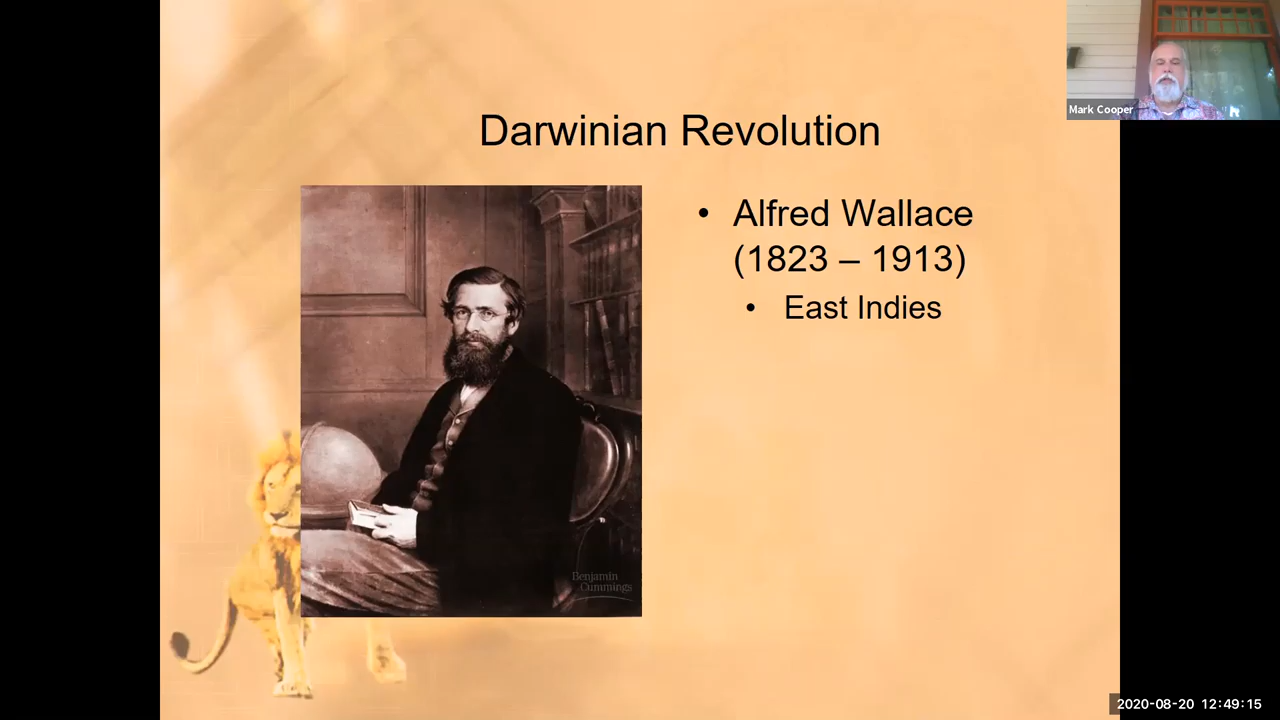 Mark Cooper
Darwinian Revolution
• Alfred Wallace
(1823 – 1913)
• East Indies
Benjamin
Cummings
2020-08-20 12:49:15